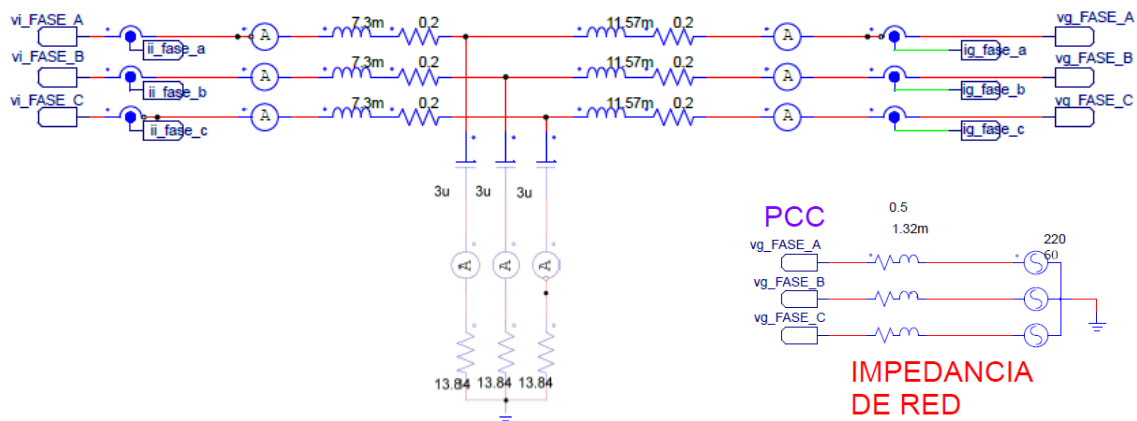 vi_FASE_A
7.3m
0.2
11.57m
0.2
vg_FASE_A
A
A
ii_fase_a
ig_fase_a
vi_FASE_B
7.3m
0.2
11.57m
0.2
vg_FASE_B
A
A
ii_fase_b
ig_fase_b
vi_FASE_C
7.3m
0.2
11.57m
0.2
vg_FASE_C
A
A
ii_fase_c
ig_fase_c
3u
3u
3u
A
A
A
13.84
13.84
13.84
PCC
0.5
1.32m
vg_FASE_A
220
60
vg_FASE_B
vg_FASE_C
IMPEDANCIA
DE RED